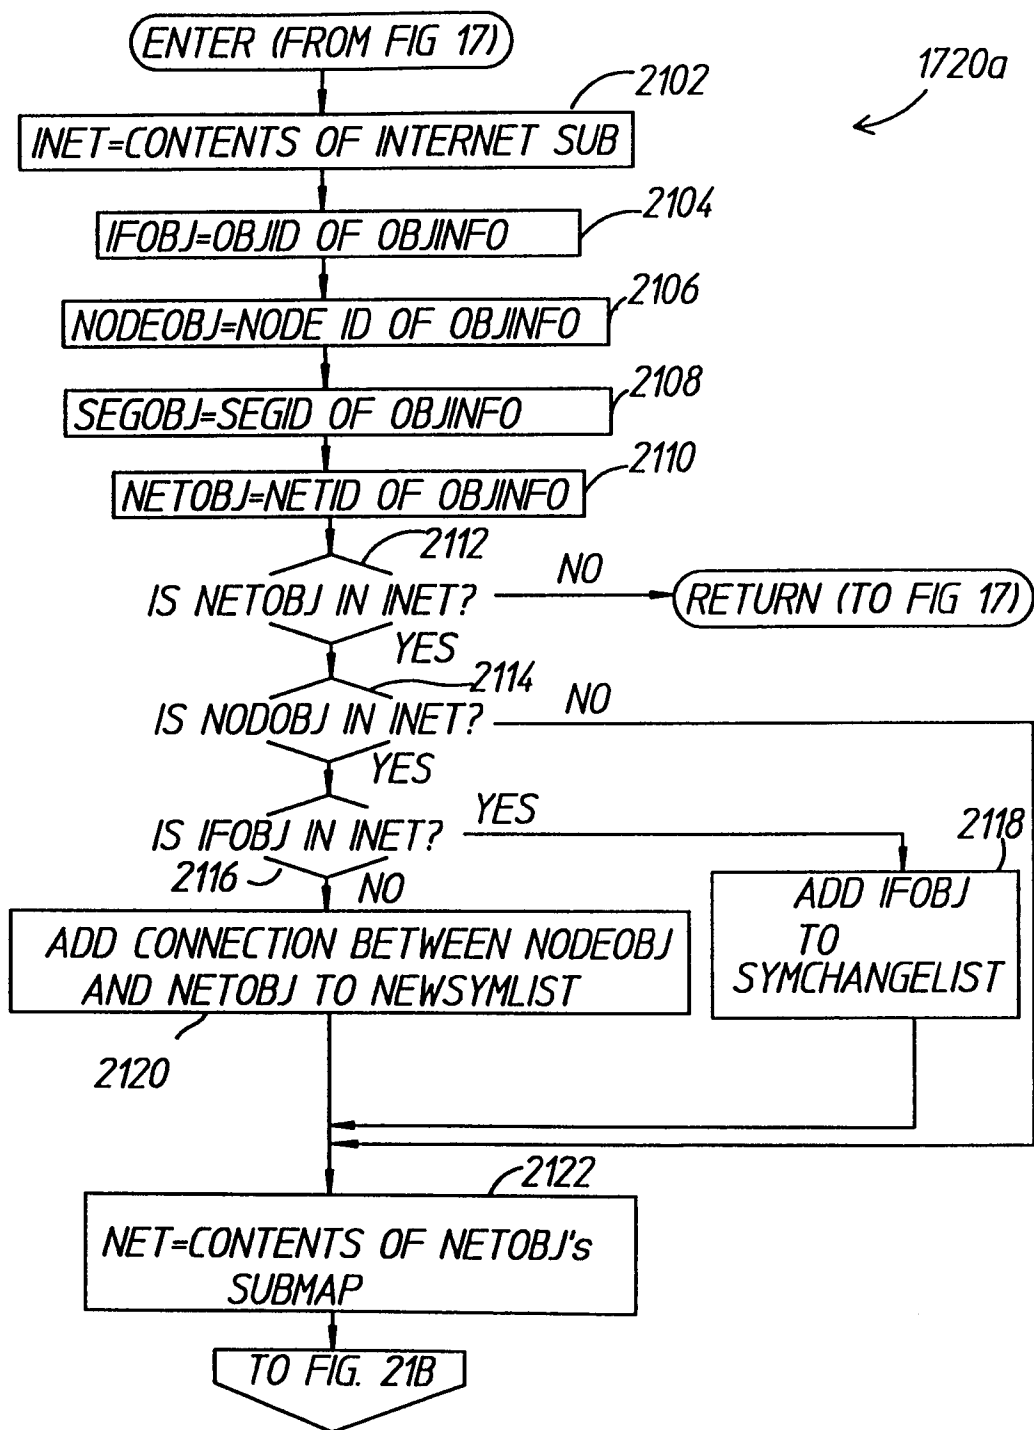 ENTER (FROM FIG 17)
1720a
2102
INET=CONTENTS OF INTERNET SUB
2104
IFOBJ=OBJID OF OBJINFO
2106
NODEOBJ=NODE ID OF OBJINFO
2108
SEGOBJ=SEGID OF OBJINFO
2110
NETOBJ=NETID OF OBJINFO
2112
IS NETOBJ IN INET?
NO
RETURN (TO FIG 17)
YES
2114
IS NODOBJ IN INET?
NO
YES
IS IFOBJ IN INET?
YES
2116
NO
2118
ADD IFOBJ
TO
SYMCHANGELIST
ADD CONNECTION BETWEEN NODEOBJ
AND NETOBJ TO NEWSYMLIST
2120
2122
NET=CONTENTS OF NETOBJ's
SUBMAP
TO FIG. 21B